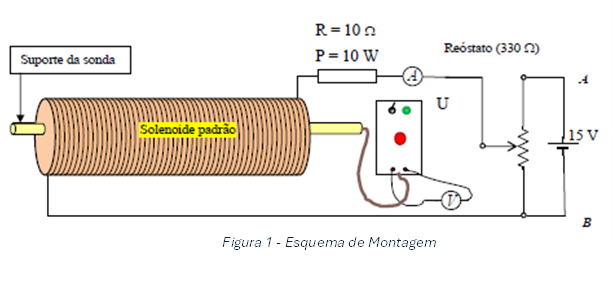 R = 10 Ω
P = 10 W
Reóstato (330 Ω)
Suporte da sonda
A
A
U
Solenoide padrão
15 V
V
B
Figura 1 - Esquema de Montagem